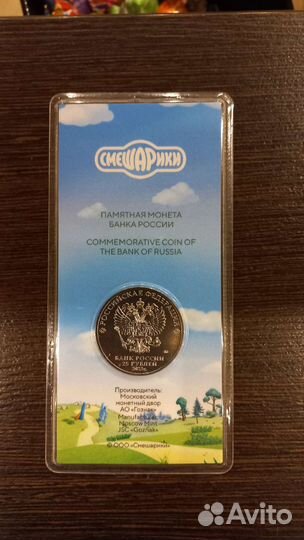 СМЕШАРИКИ
ПАМЯТНАЯ МОНЕТА
БАНКА РОССИИ
COMMEMORATIVE COIN OF
THE BANK OF RUSSIA
РОССИЙСКАЯ ФЕДЕРАЦИЯ
БАНК РОССИИ
25 РУБЛЕЙ
Производитель:
Московский
монетный двор
АО «Гознак»
Moscow Mint
JSC «Goznak»
© ООО «Смешарики»
Avito